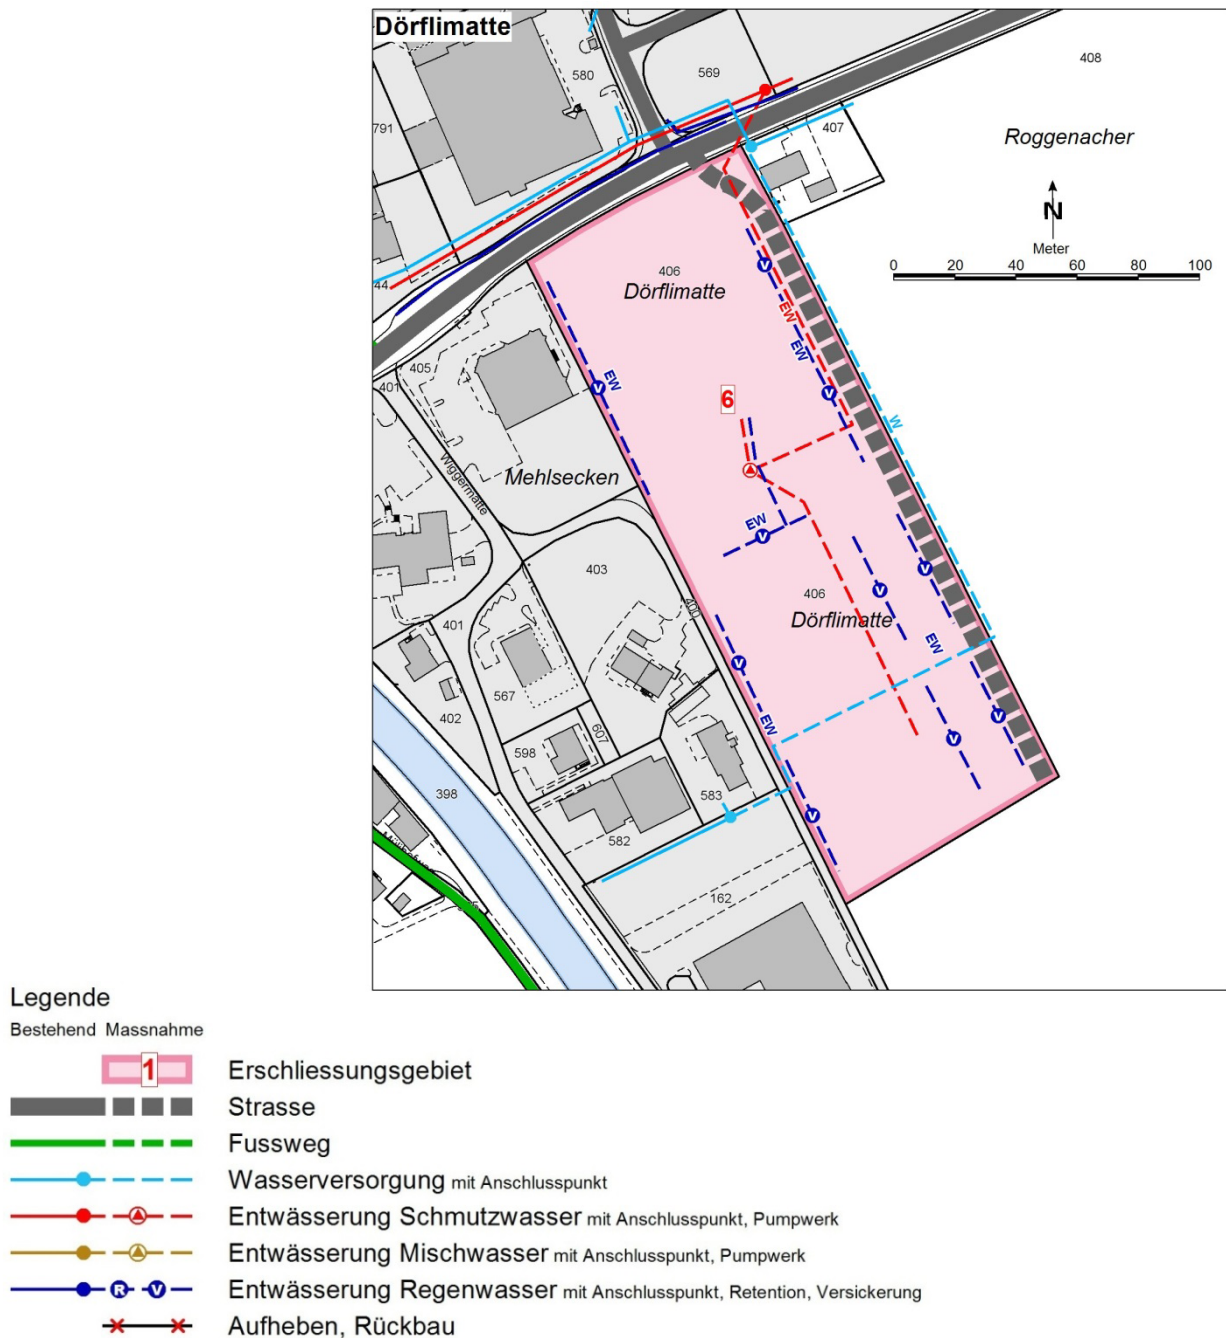 Dörflimatte
580
569
408
791
407
Roggenacher
N
Meter
0 20 40 60 80 100
44
406
Dörflimatte
V
EW
EW
405
401
V
EW
V
6
W
Mehlsecken
Wiggermatte
EW
V
403
V
V
400
406
Dörflimatte
401
EW
V
567
402
V
EW
607
V
598
398
583
V
582
162
Legende
Bestehend Massnahme
1
Erschliessungsgebiet
Strasse
Fussweg
Wasserversorgung mit Anschlusspunkt
Entwässerung Schmutzwasser mit Anschlusspunkt, Pumpwerk
Entwässerung Mischwasser mit Anschlusspunkt, Pumpwerk
R V
Entwässerung Regenwasser mit Anschlusspunkt, Retention, Versickerung
Aufheben, Rückbau